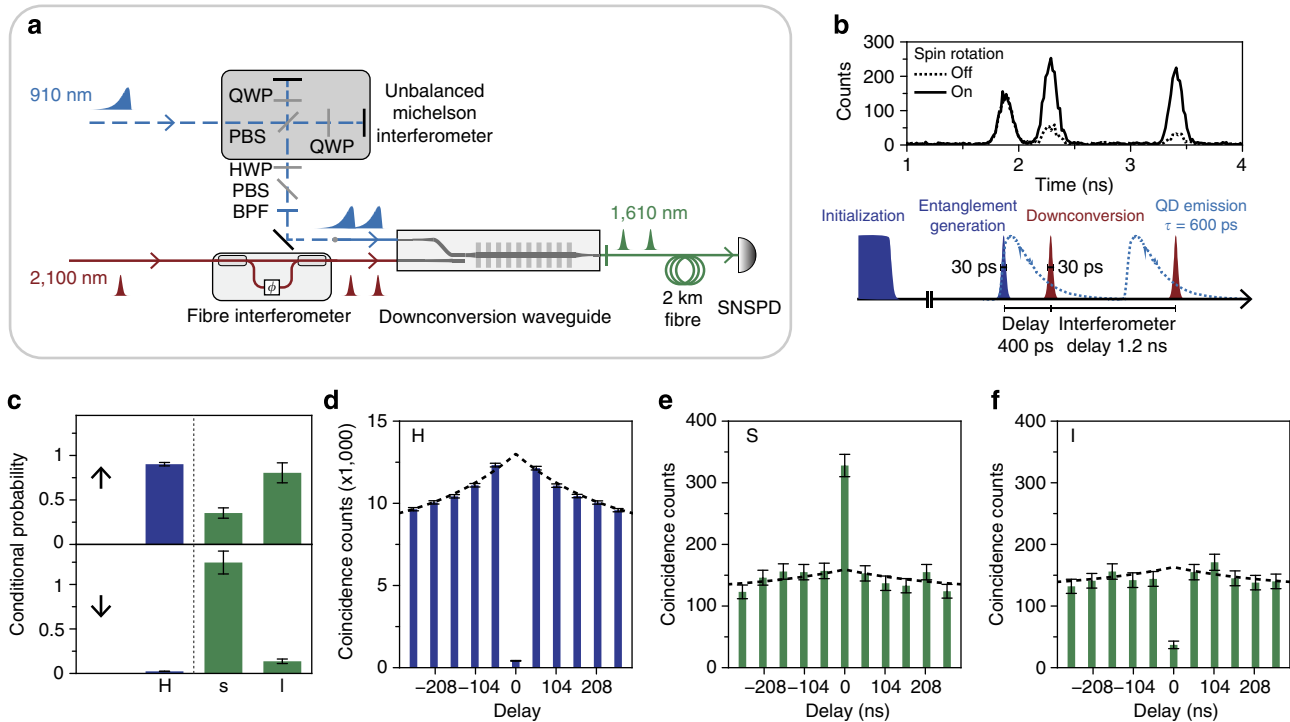 a
910 nm
QWP
PBS
QWP
Unbalanced
michelson
interferometer
HWP
PBS
BPF
2,100 nm
ϕ
Fibre interferometer
Downconversion waveguide
1,610 nm
2 km
fibre
SNSPD
b
Counts
300
200
100
0
Spin rotation
Off
On
1 2 3 4
Time (ns)
Initialization
Entanglement
generation
Downconversion
QD emission
τ = 600 ps
30 ps
30 ps
Delay
400 ps
Interferometer
delay 1.2 ns
c
Conditional probability
1
0.5
0
↑
1
0.5
0
↓
H s l
d
Coincidence counts (x1,000)
15
10
5
0
H
−208 −104 0 104 208
Delay
e
Coincidence counts
400
300
200
100
0
S
−208 −104 0 104 208
Delay (ns)
f
Coincidence counts
400
300
200
100
0
l
−208 −104 0 104 208
Delay (ns)